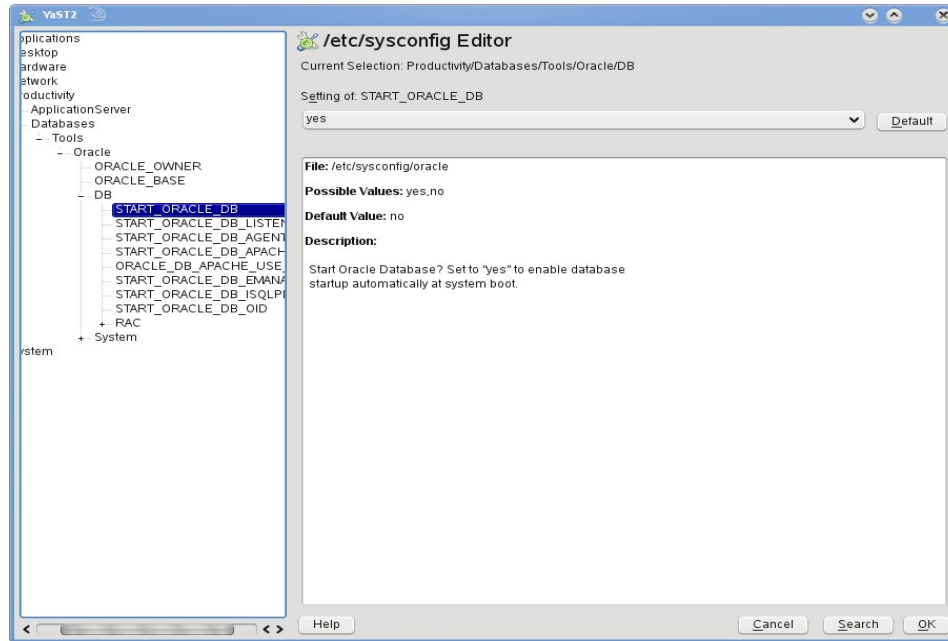 YaST2
pplications
esktop
ardware
etwork
oductivity
ApplicationServer
Databases
Tools
Oracle
ORACLE_OWNER
ORACLE_BASE
DB
START_ORACLE_DB
START_ORACLE_DB_LISTEN
START_ORACLE_DB_AGENT
START_ORACLE_DB_APACH
ORACLE_DB_APACHE_USE_
START_ORACLE_DB_EMANA
START_ORACLE_DB_ISQLPL
START_ORACLE_DB_OID
RAC
System
ystem
/etc/sysconfig Editor
Current Selection: Productivity/Databases/Tools/Oracle/DB
Setting of: START_ORACLE_DB
yes
Default
File: /etc/sysconfig/oracle
Possible Values: yes,no
Default Value: no
Description:
Start Oracle Database? Set to "yes" to enable database
startup automatically at system boot.
Help
Cancel
Search
OK